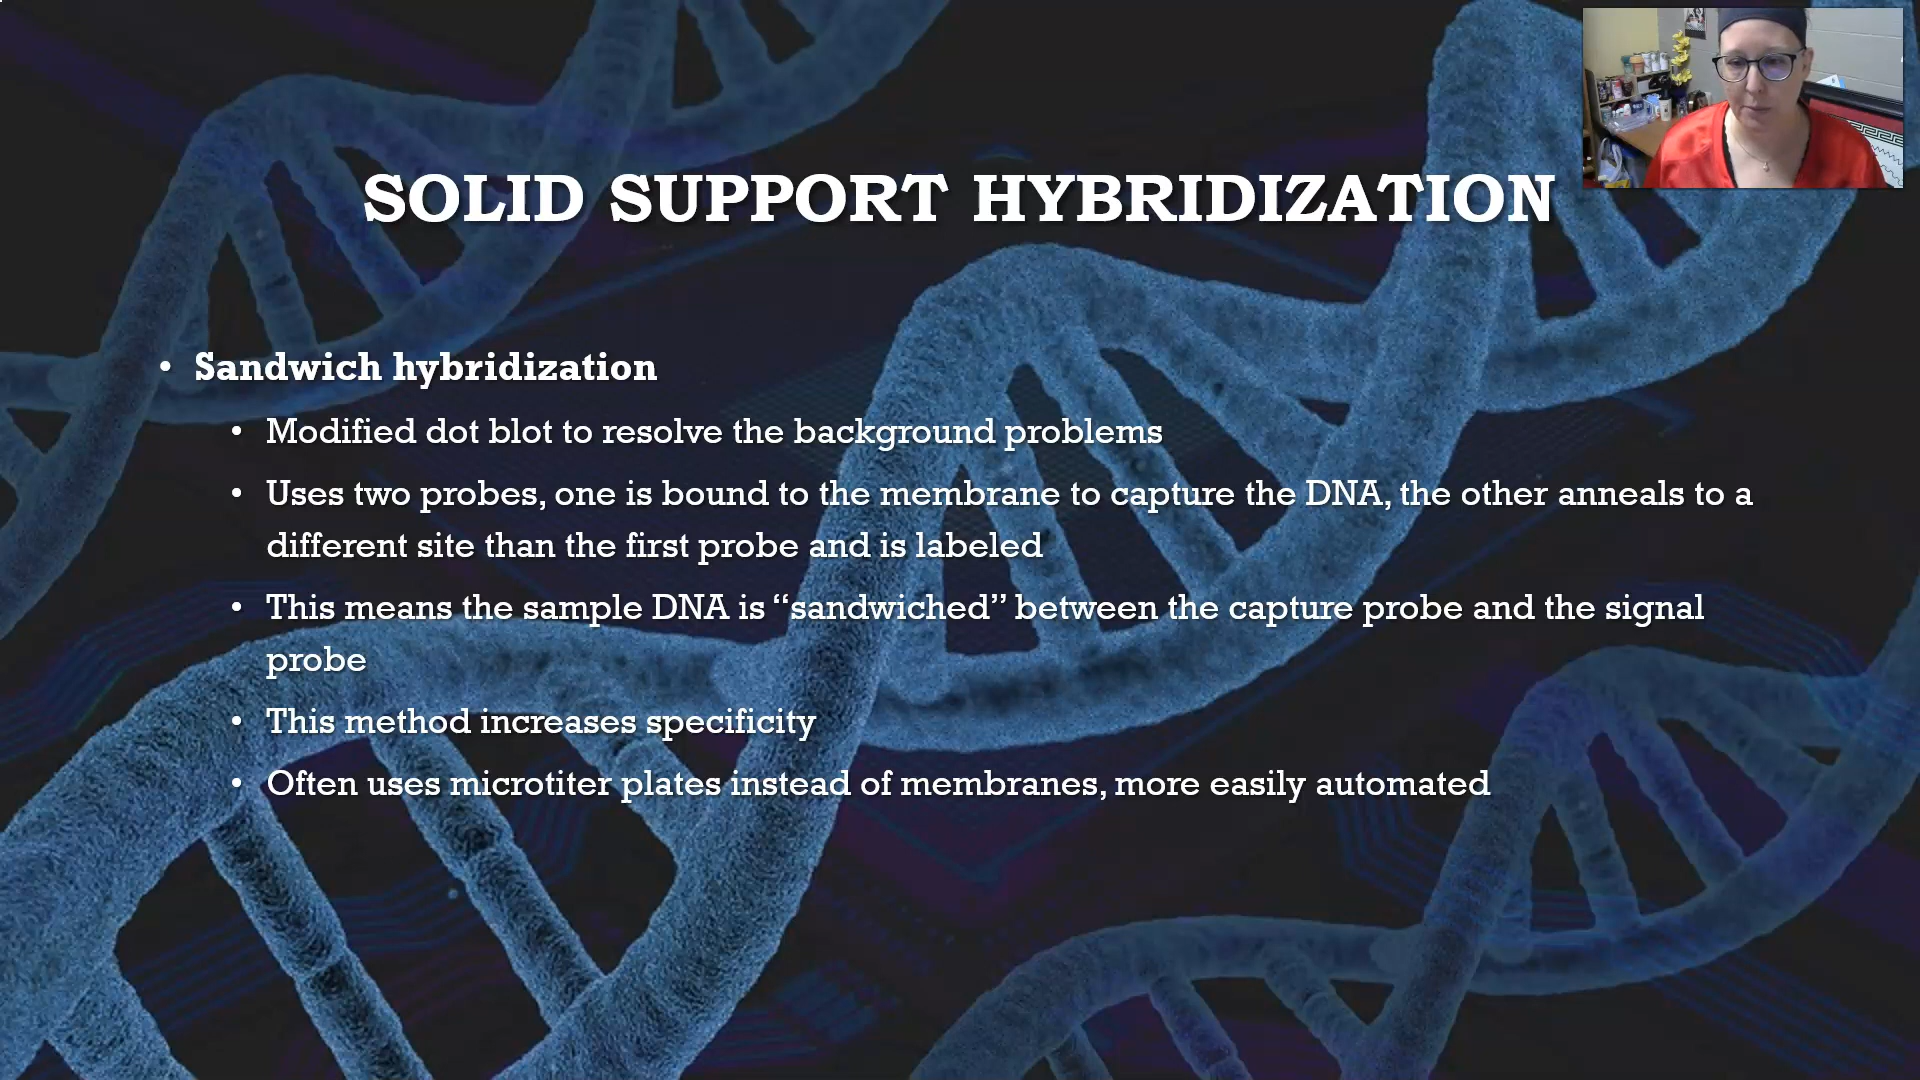 SOLID SUPPORT HYBRIDIZATION
• Sandwich hybridization
• Modified dot blot to resolve the background problems
• Uses two probes, one is bound to the membrane to capture the DNA, the other anneals to a
different site than the first probe and is labeled
• This means the sample DNA is “sandwiched” between the capture probe and the signal
probe
• This method increases specificity
• Often uses microtiter plates instead of membranes, more easily automated